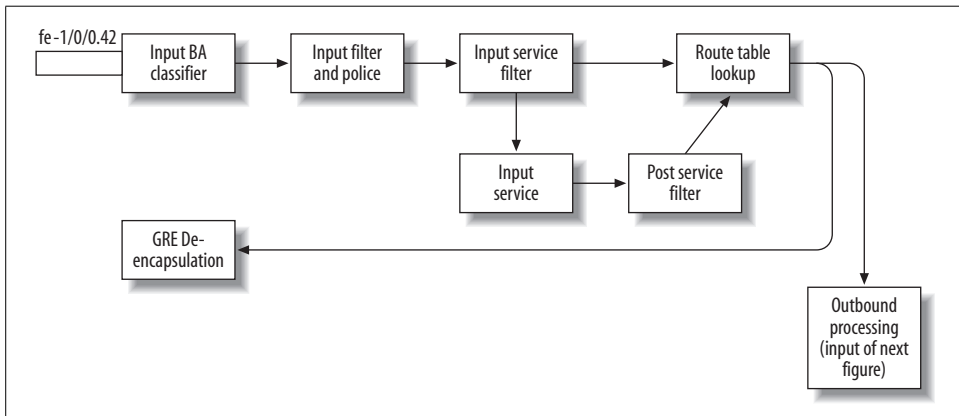 fe-1/0/0.42
Input BA
classifier
Input filter
and police
Input service
filter
Route table
lookup
Input
service
Post service
filter
GRE De-
encapsulation
Outbound
processing
(input of next
figure)